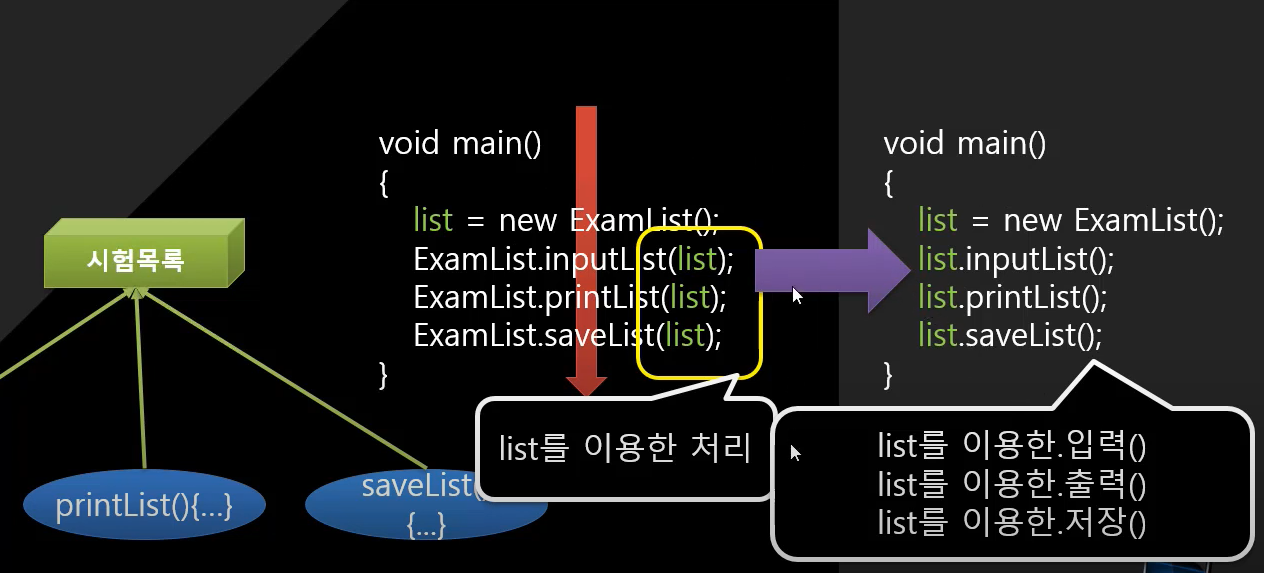 시험목록
printList(){...}
saveList()
{...}
void main()
{
list = new ExamList();
ExamList.inputList(list);
ExamList.printList(list);
ExamList.saveList(list);
}
list를 이용한 처리
void main()
{
list = new ExamList();
list.inputList();
list.printList();
list.saveList();
}
list를 이용한.입력()
list를 이용한.출력()
list를 이용한.저장()